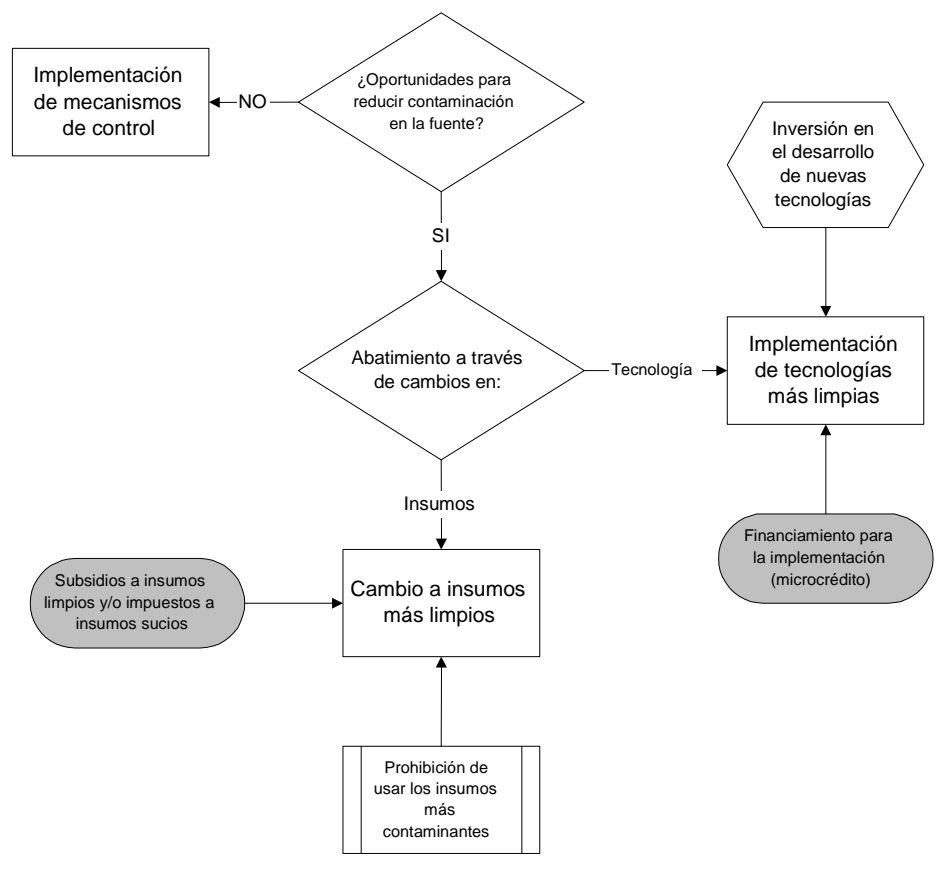 Implementación
de mecanismos
de control
NO
¿Oportunidades para
reducir contaminación
en la fuente?
Inversión en
el desarrollo
de nuevas
tecnologías
SI
Abatimiento a través
de cambios en:
Tecnología
Implementación
de tecnologías
más limpias
Insumos
Financiamiento para
la implementación
(microcrédito)
Subsidios a insumos
limpios y/o impuestos a
insumos sucios
Cambio a insumos
más limpios
Prohibición de
usar los insumos
más
contaminantes